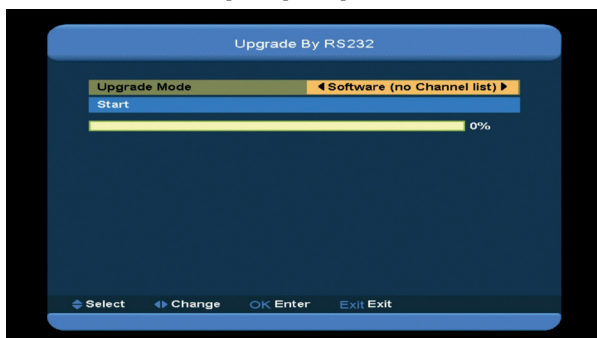 Upgrade By RS232
Upgrade Mode Software (no Channel list)
Start
0%
Select Change OK Enter Exit Exit